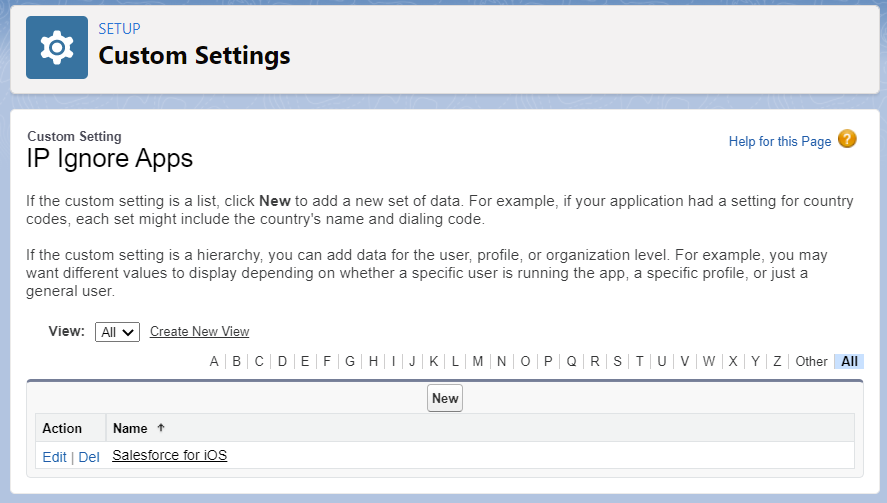 SETUP
Custom Settings
Custom Setting
IP Ignore Apps
Help for this Page ?
If the custom setting is a list, click New to add a new set of data. For example, if your application had a setting for country
codes, each set might include the country's name and dialing code.
If the custom setting is a hierarchy, you can add data for the user, profile, or organization level. For example, you may
want different values to display depending on whether a specific user is running the app, a specific profile, or just a
general user.
View: All Create New View
A | B | C | D | E | F | G | H | I | J | K | L | M | N | O | P | Q | R | S | T | U | V | W | X | Y | Z | Other | All
New
Action Name ↑
Edit | Del Salesforce for iOS